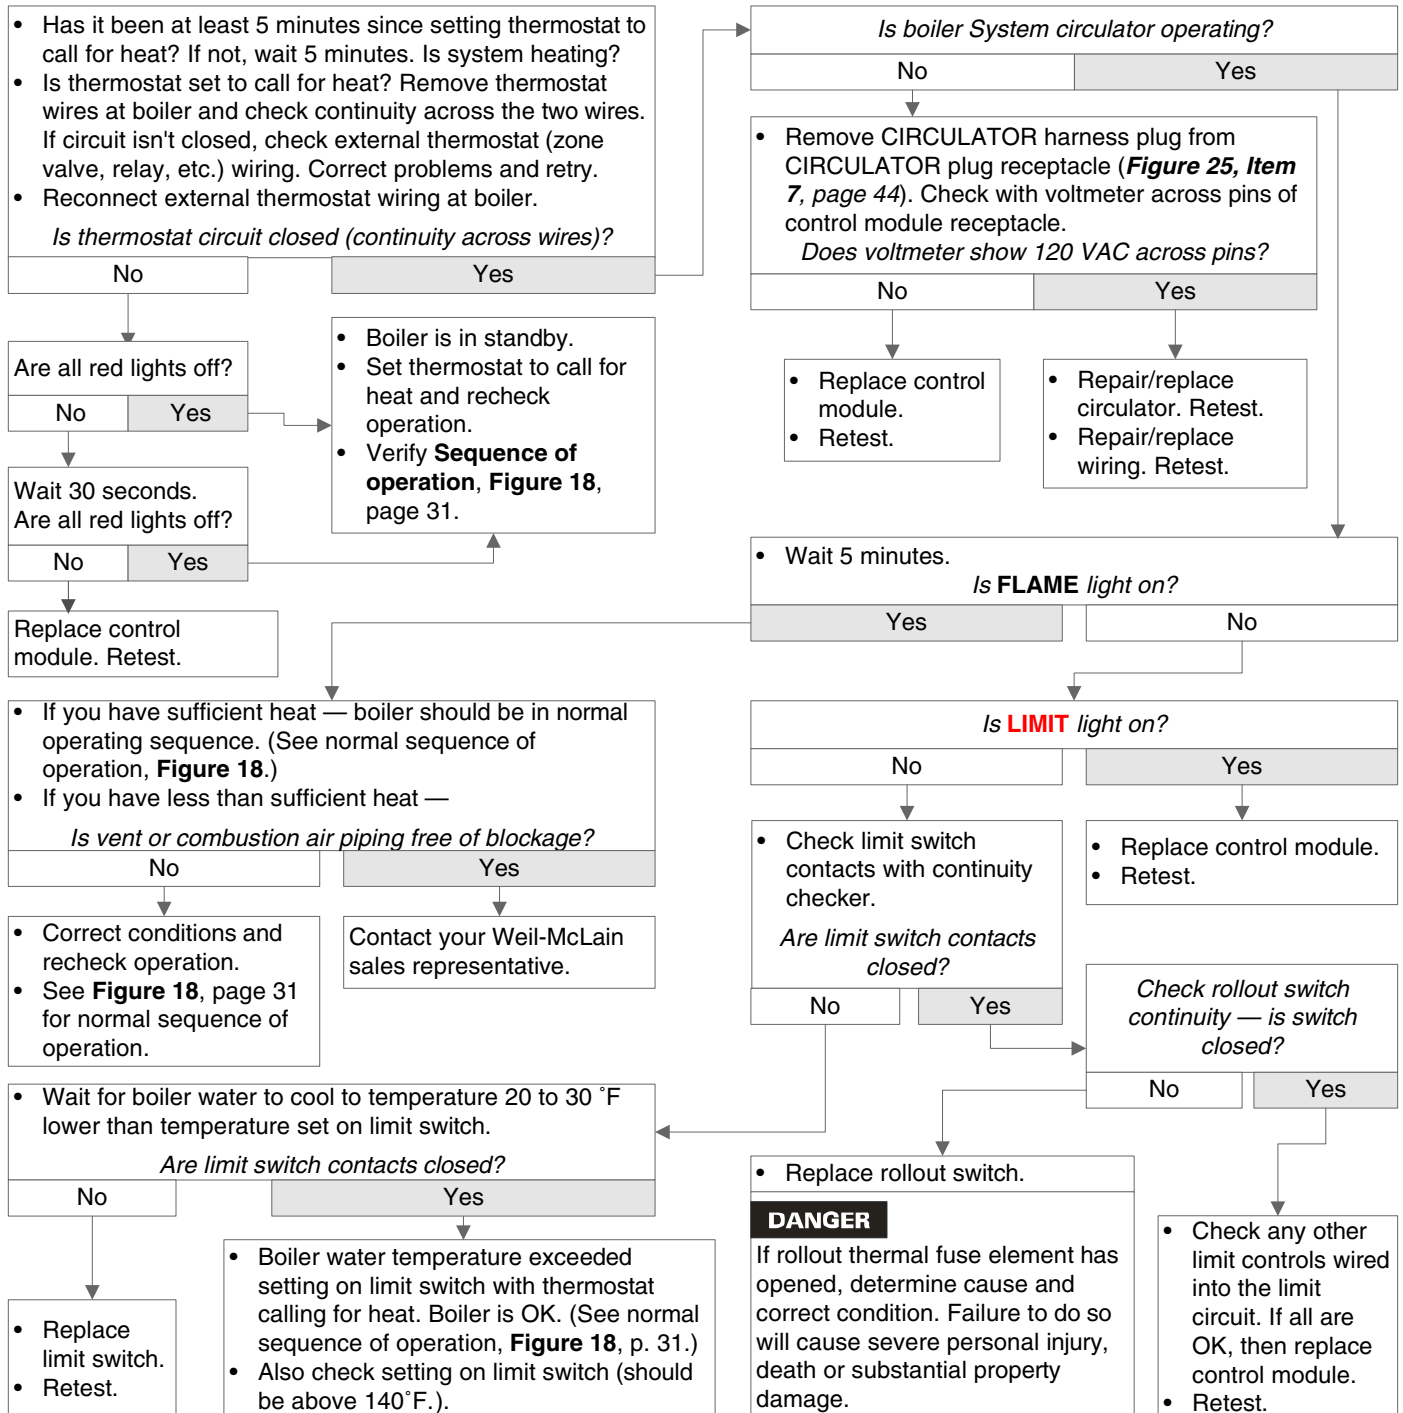 • Has it been at least 5 minutes since setting thermostat to
call for heat? If not, wait 5 minutes. Is system heating?
• Is thermostat set to call for heat? Remove thermostat
wires at boiler and check continuity across the two wires.
If circuit isn't closed, check external thermostat (zone
valve, relay, etc.) wiring. Correct problems and retry.
• Reconnect external thermostat wiring at boiler.
Is thermostat circuit closed (continuity across wires)?
No
Yes
Are all red lights off?
No
Yes
Wait 30 seconds.
Are all red lights off?
No
Yes
Replace control
module. Retest.
• Boiler is in standby.
• Set thermostat to call for
heat and recheck
operation.
• Verify Sequence of
operation, Figure 18,
page 31.
Is boiler System circulator operating?
No
Yes
• Remove CIRCULATOR harness plug from
CIRCULATOR plug receptacle (Figure 25, Item
7, page 44). Check with voltmeter across pins of
control module receptacle.
Does voltmeter show 120 VAC across pins?
No
Yes
• Replace control
module.
• Retest.
• Repair/replace
circulator. Retest.
• Repair/replace
wiring. Retest.
• Wait 5 minutes.
Is FLAME light on?
Yes
No
• If you have sufficient heat — boiler should be in normal
operating sequence. (See normal sequence of
operation, Figure 18.)
• If you have less than sufficient heat —
Is vent or combustion air piping free of blockage?
No
Yes
• Correct conditions and
recheck operation.
• See Figure 18, page 31
for normal sequence of
operation.
Contact your Weil-McLain
sales representative.
Is LIMIT light on?
No
Yes
• Check limit switch
contacts with continuity
checker.
Are limit switch contacts
closed?
No
Yes
• Replace control module.
• Retest.
Check rollout switch
continuity — is switch
closed?
No
Yes
• Wait for boiler water to cool to temperature 20 to 30 ˚F
lower than temperature set on limit switch.
Are limit switch contacts closed?
No
Yes
• Replace
limit switch.
• Retest.
• Boiler water temperature exceeded
setting on limit switch with thermostat
calling for heat. Boiler is OK. (See normal
sequence of operation, Figure 18, p. 31.)
• Also check setting on limit switch (should
be above 140˚F.).
• Replace rollout switch.
DANGER
If rollout thermal fuse element has
opened, determine cause and
correct condition. Failure to do so
will cause severe personal injury,
death or substantial property
damage.
• Check any other
limit controls wired
into the limit
circuit. If all are
OK, then replace
control module.
• Retest.